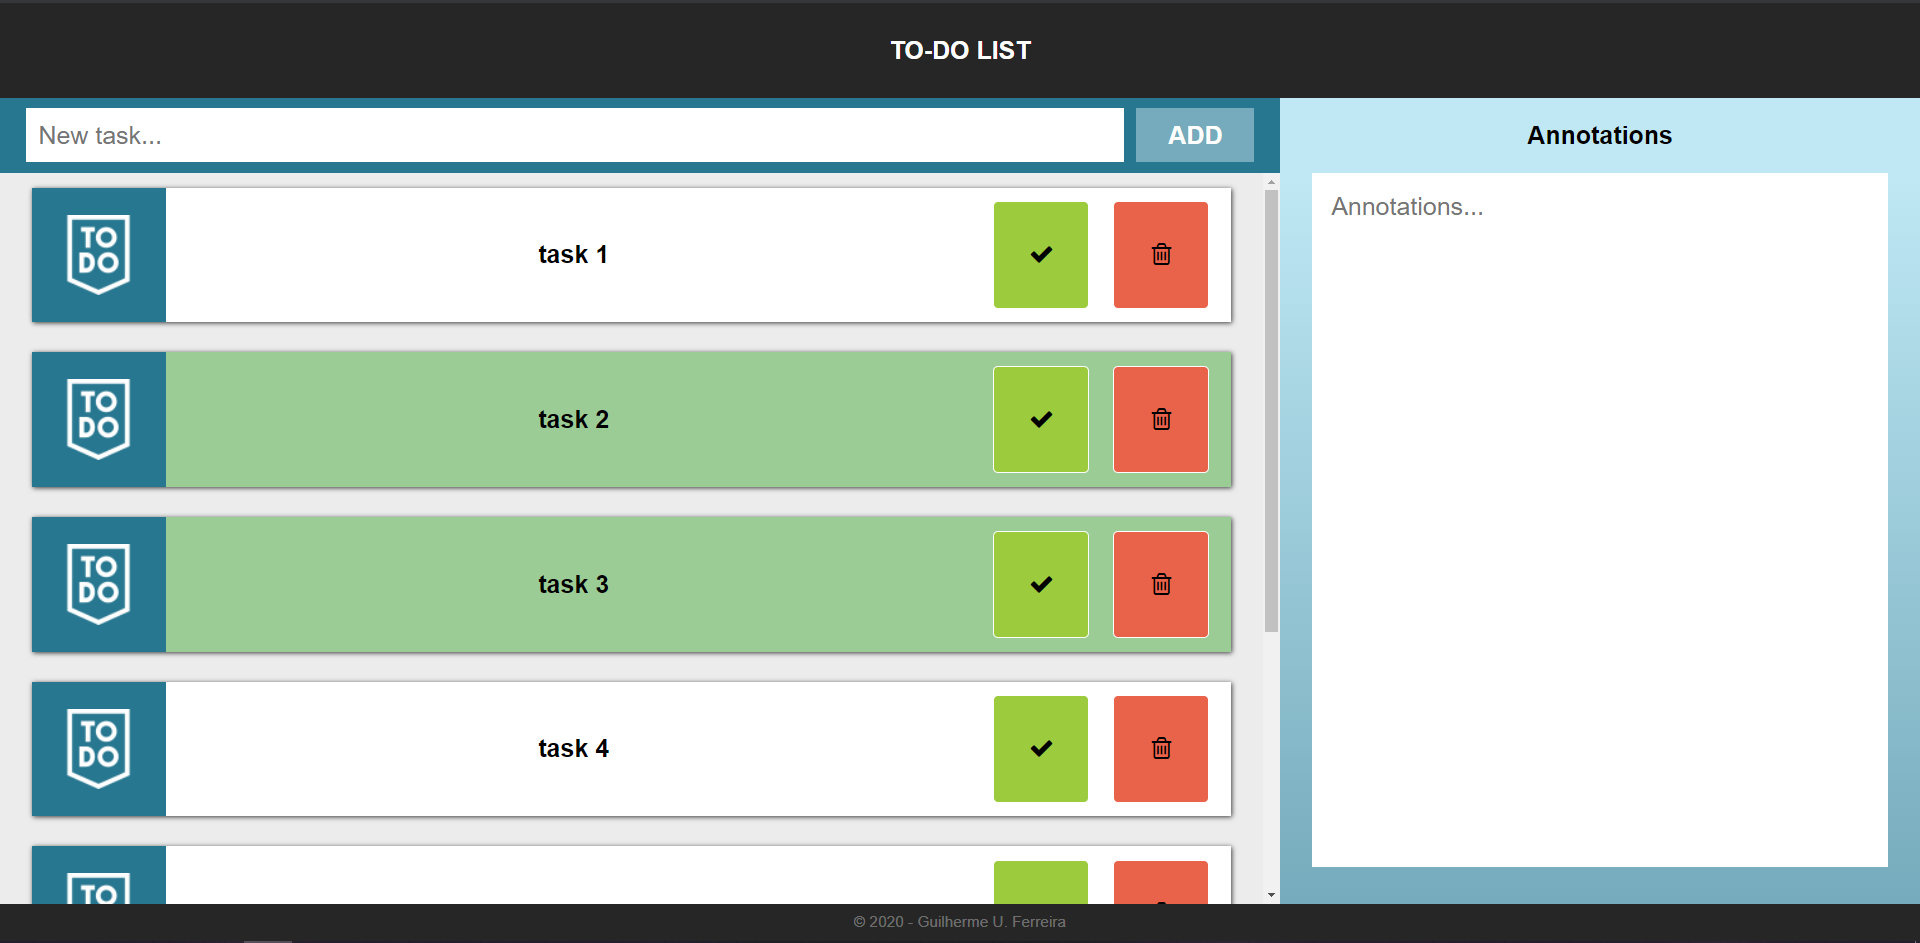 TO-DO LIST
New task...
ADD
Annotations
Annotations...
TO
DO
task 1
TO
DO
task 2
TO
DO
task 3
TO
DO
task 4
TO
© 2020 - Guilherme U. Ferreira